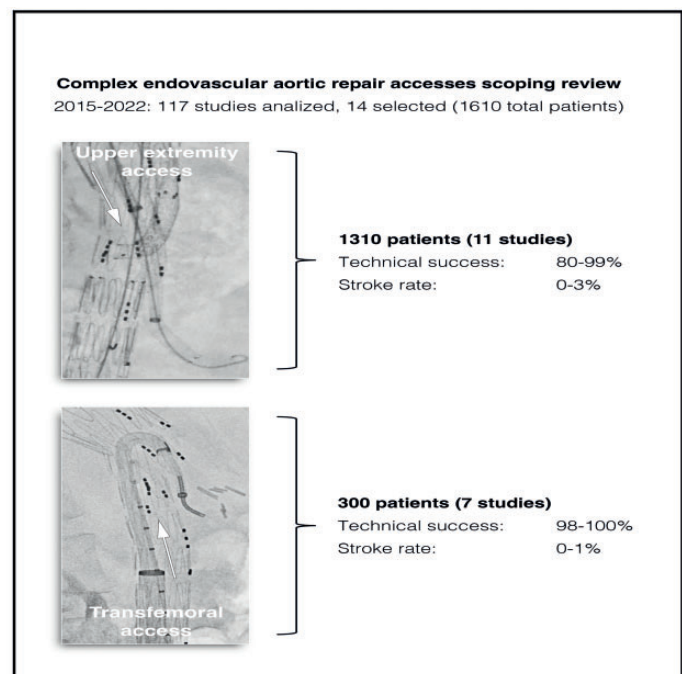 Complex endovascular aortic repair accesses scoping review
2015-2022: 117 studies analized, 14 selected (1610 total patients)
Upper extremity
access
1310 patients (11 studies)
Technical success: 80-99%
Stroke rate: 0-3%
300 patients (7 studies)
Technical success: 98-100%
Stroke rate: 0-1%
Transfemoral
access